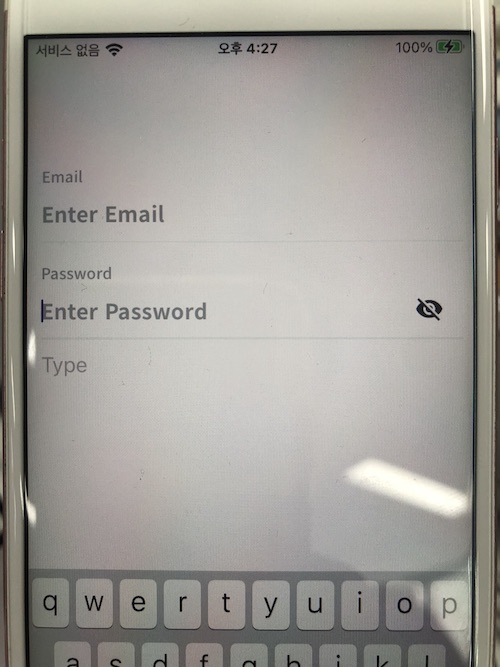 서비스 없음 오후 4:27 100%
Email
Enter Email
Password
Enter Password
Type
q w e r t y u i o p
a s d f g h j k l